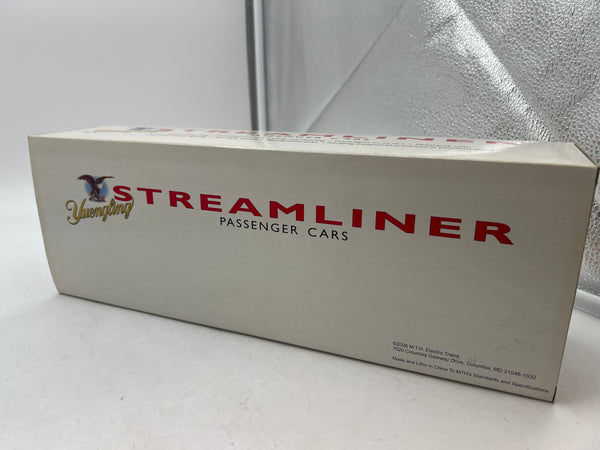 STREAMLINER
Yuengling
STREAMLINER
PASSENGER CARS
©2006 M.T.H. Electric Trains
7020 Columbia Gateway Drive, Columbia, MD 21046-1532
Made and Litho in China To MTH's Standards and Specifications